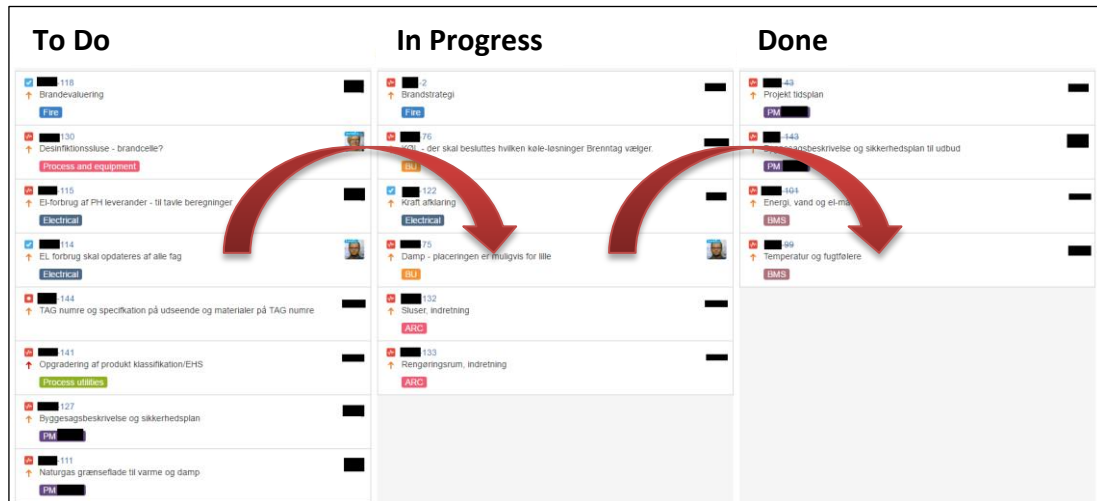 To Do
In Progress
Done
-118
Brandevaluering
Fire
130
Desinfiktionssluse - brandcelle?
Process and equipment
-115
El-forbrug af PH leverandør - til tavle beregninger
Electrical
114
EL forbrug skal opdateres af alle fag
Electrical
-144
TAG numre og specifkation på udseende og materialer på TAG numre
-141
Opgradering af produkt klassifikation/EHS
Process utilities
-127
Byggesagsbeskrivelse og sikkerhedsplan
PM
-111
Naturgas grænseflade til varme og damp
PM
-2
Brandstrategi
Fire
-76
KØL - der skal besluttes hvilken køle-løsninger Brenntag vælger.
BU
-122
Kraft afklaring
Electrical
75
Damp - placeringen er muligvis for lille
BU
132
Sluser, indretning
ARC
133
Rengøringsrum, indretning
ARC
-43
Projekt tidsplan
PM
-143
Byggesagsbeskrivelse og sikkerhedsplan til udbud
PM
-101
Energi, vand og
BMS
-99
Temperatur og fugtfølere
BMS